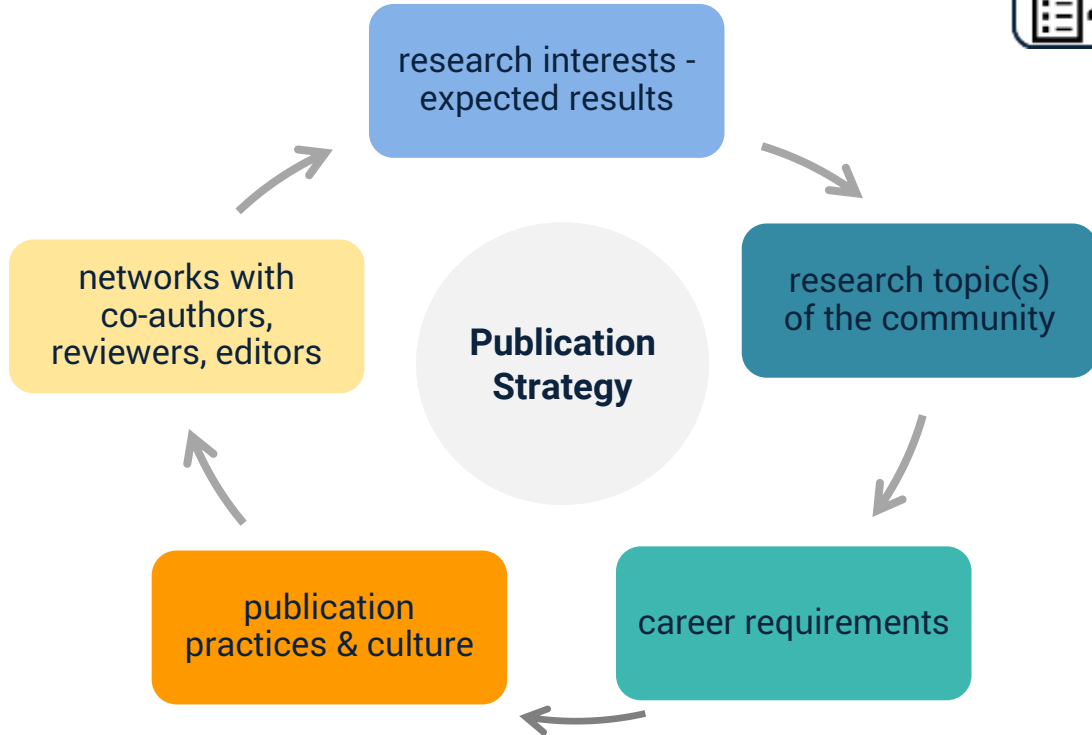 research interests -
expected results
research topic(s)
of the community
networks with
co-authors,
reviewers, editors
Publication
Strategy
publication
practices & culture
career requirements